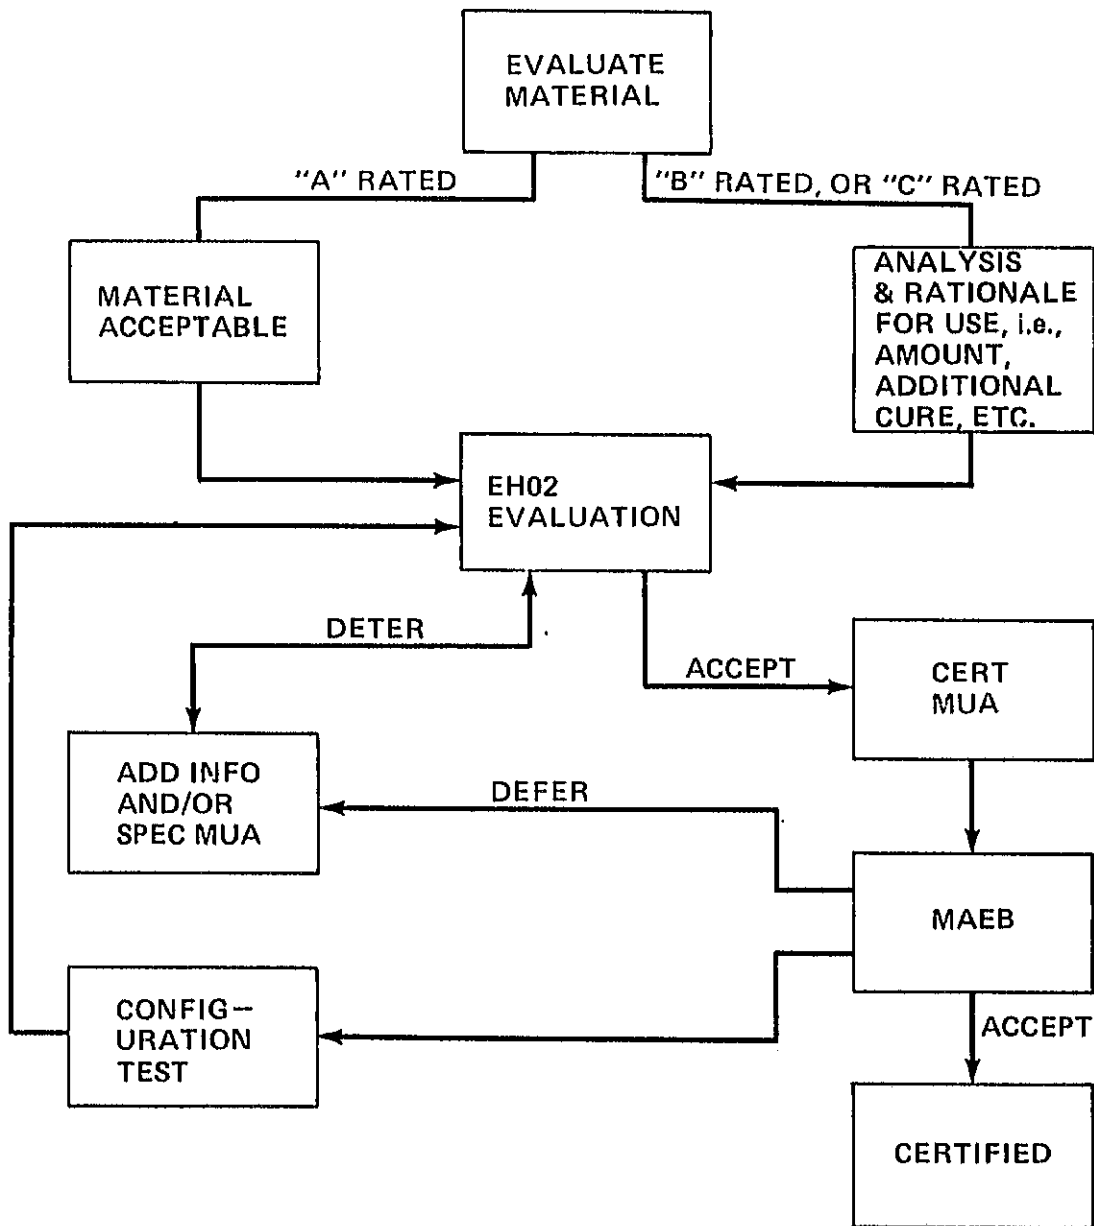 EVALUATE
MATERIAL
"A" RATED
"B" RATED, OR "C" RATED
MATERIAL
ACCEPTABLE
ANALYSIS
& RATIONALE
FOR USE, i.e.,
AMOUNT,
ADDITIONAL
CURE, ETC.
EH02
EVALUATION
DETER
ACCEPT
CERT
MUA
ADD INFO
AND/OR
SPEC MUA
DEFER
MAEB
CONFIG-
URATION
TEST
ACCEPT
CERTIFIED